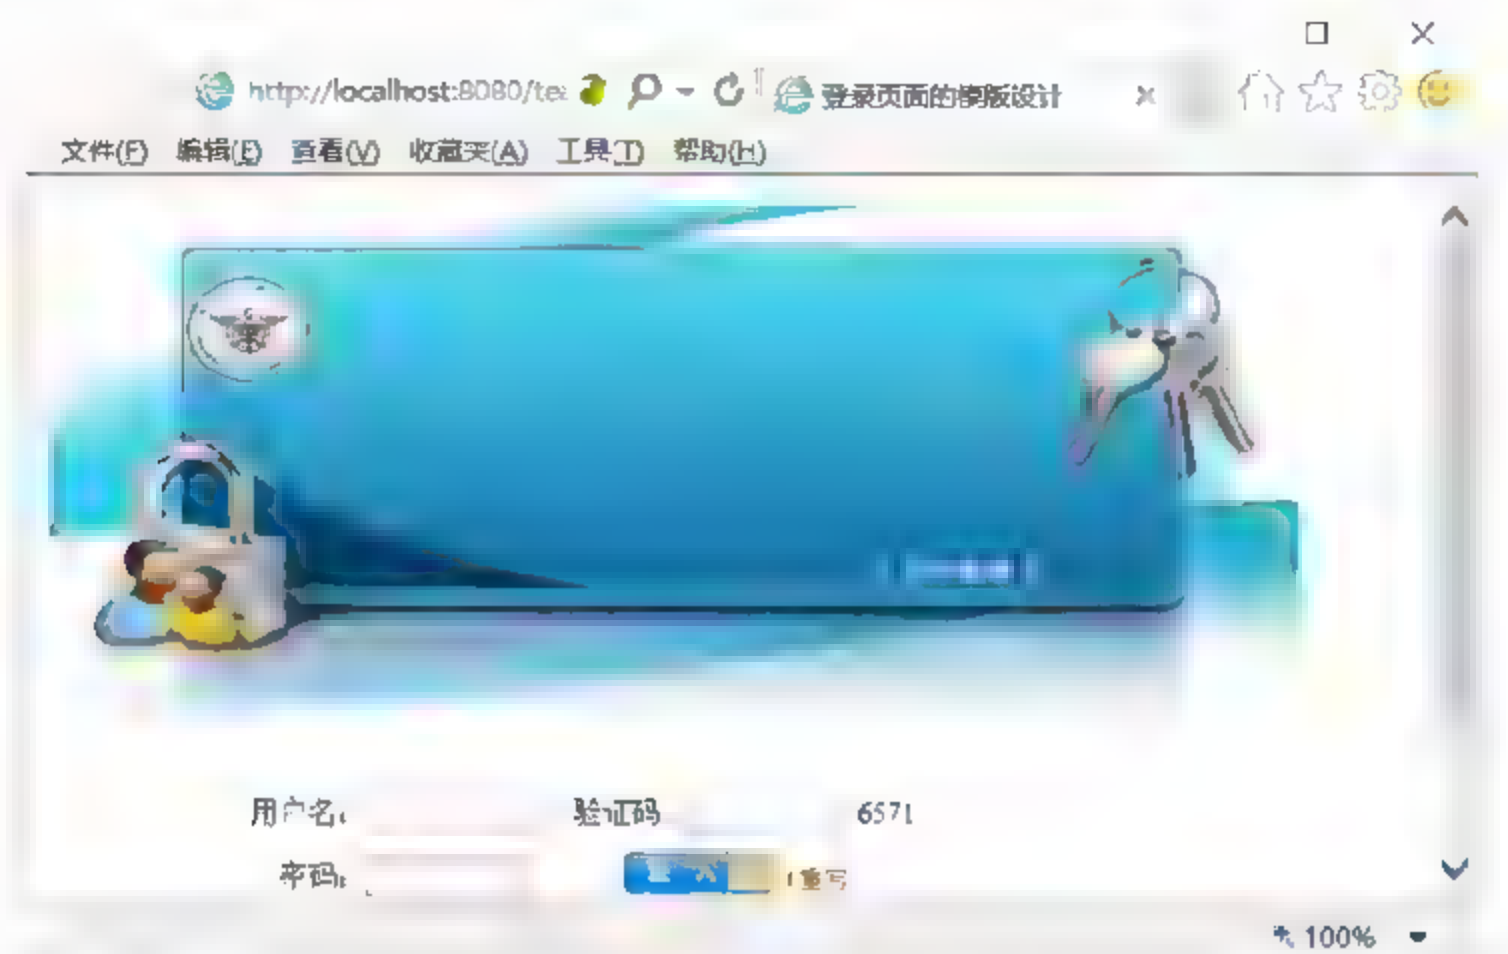 http://localhost:8080/te 登录页面的模版设计
文件(F) 编辑(E) 查看(V) 收藏夹(A) 工具(T) 帮助(H)
用户名: 验证码 6571
密码: 重写
100%